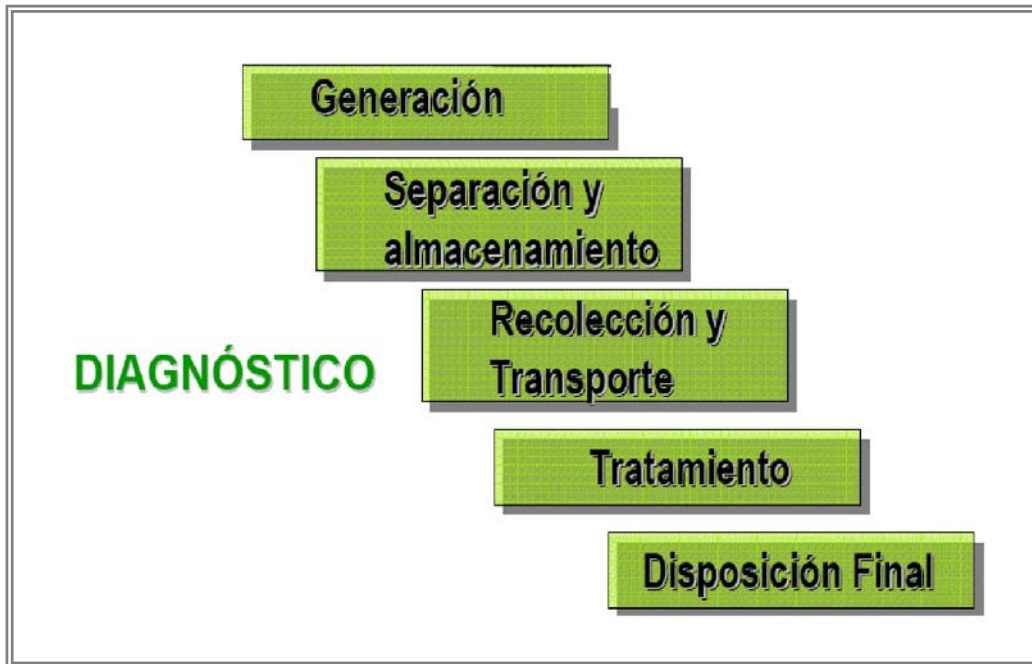 Generación
Separación y
almacenamiento
Recolección y
Transporte
DIAGNÓSTICO
Tratamiento
Disposición Final